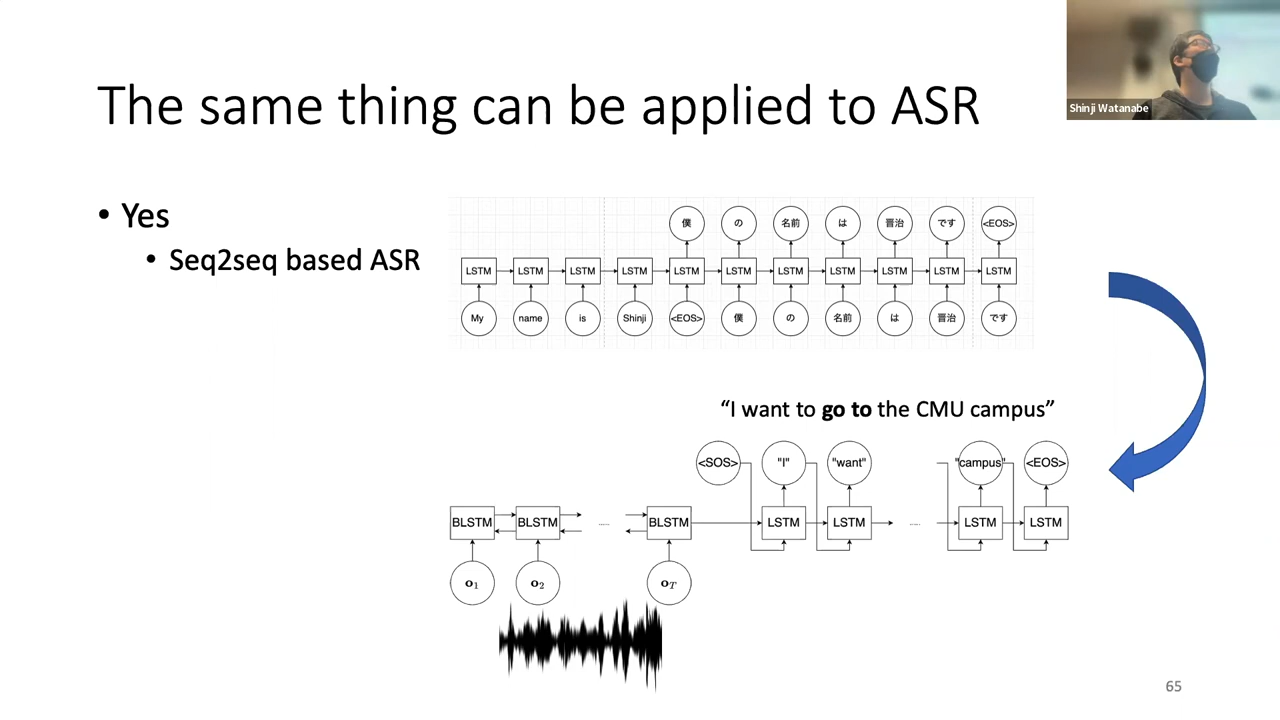 The same thing can be applied to ASR
Shinji Watanabe
• Yes
• Seq2seq based ASR
僕 の 名前 は 晋治 です <EOS>
LSTM LSTM LSTM LSTM LSTM LSTM LSTM LSTM LSTM LSTM LSTM
My name is Shinji <EOS> 僕 の 名前 は 晋治 です
“I want to go to the CMU campus”
<SOS> "I" "want" "campus" <EOS>
BLSTM BLSTM ...... BLSTM LSTM LSTM ...... LSTM LSTM
o₁ o₂ o_T
65